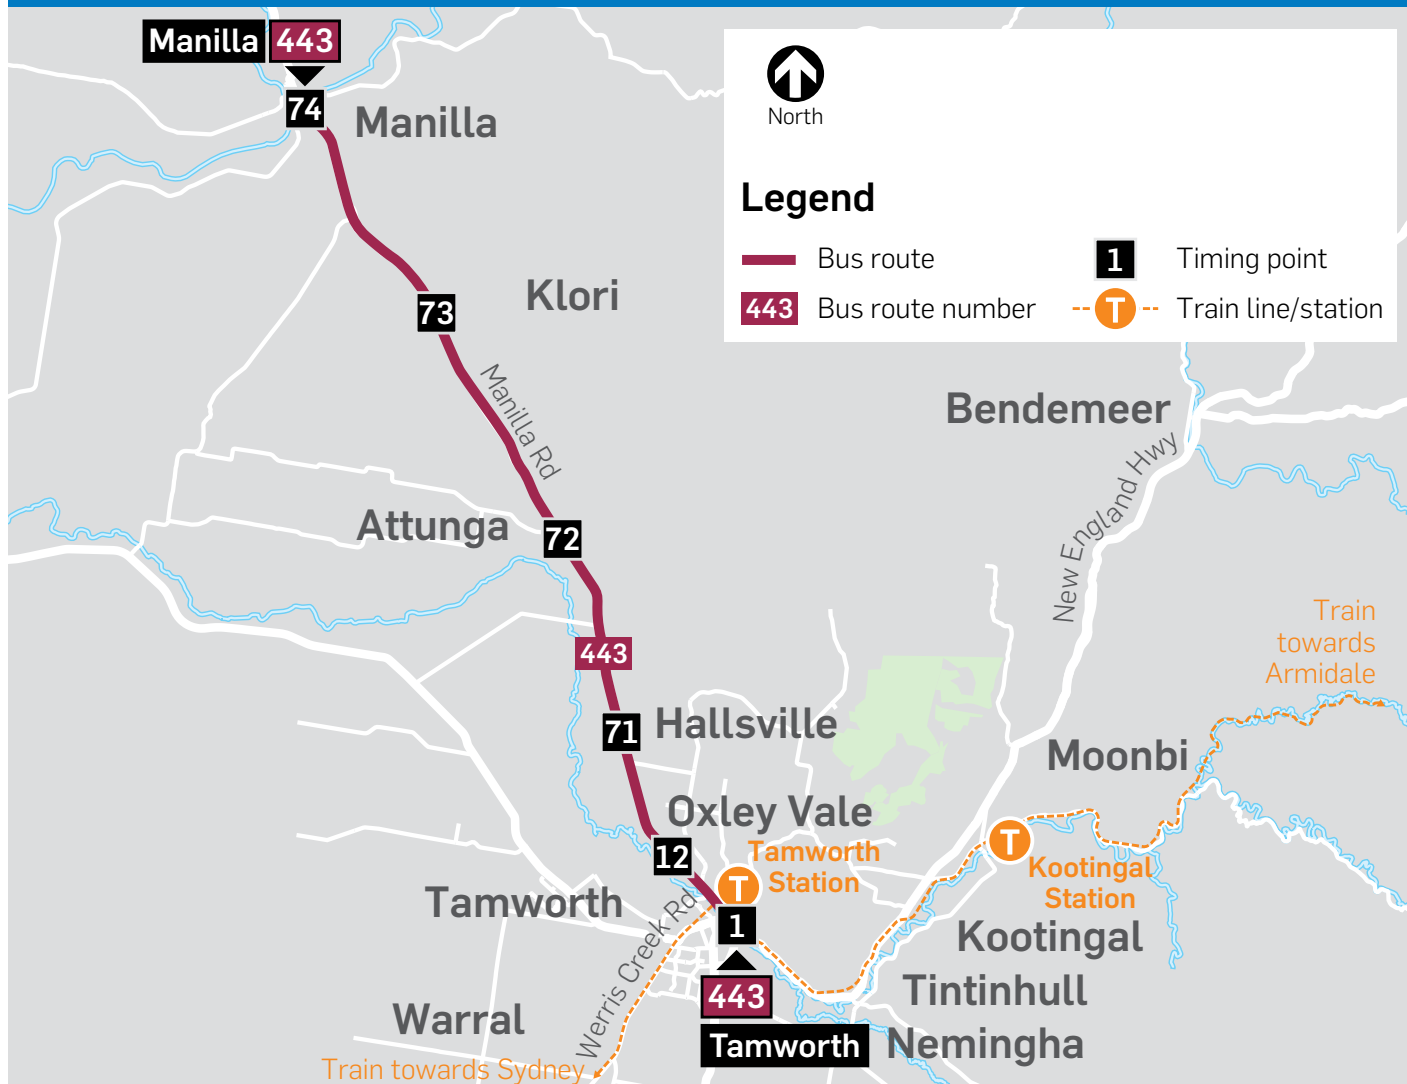 Manilla 443
74
Manilla
North
Legend
Bus route
1 Timing point
443 Bus route number
T Train line/station
Klori
73
Manilla Rd
Bendemeer
New England Hwy
Attunga
72
Train
towards
Armidale
443
71
Hallsville
Moonbi
Oxley Vale
12
Tamworth
Station
T
T
Kootingal
Station
Tamworth
Werris Creek Rd
1
Kootingal
443
Tintinhull
Warral
Tamworth
Nemingha
Train towards Sydney